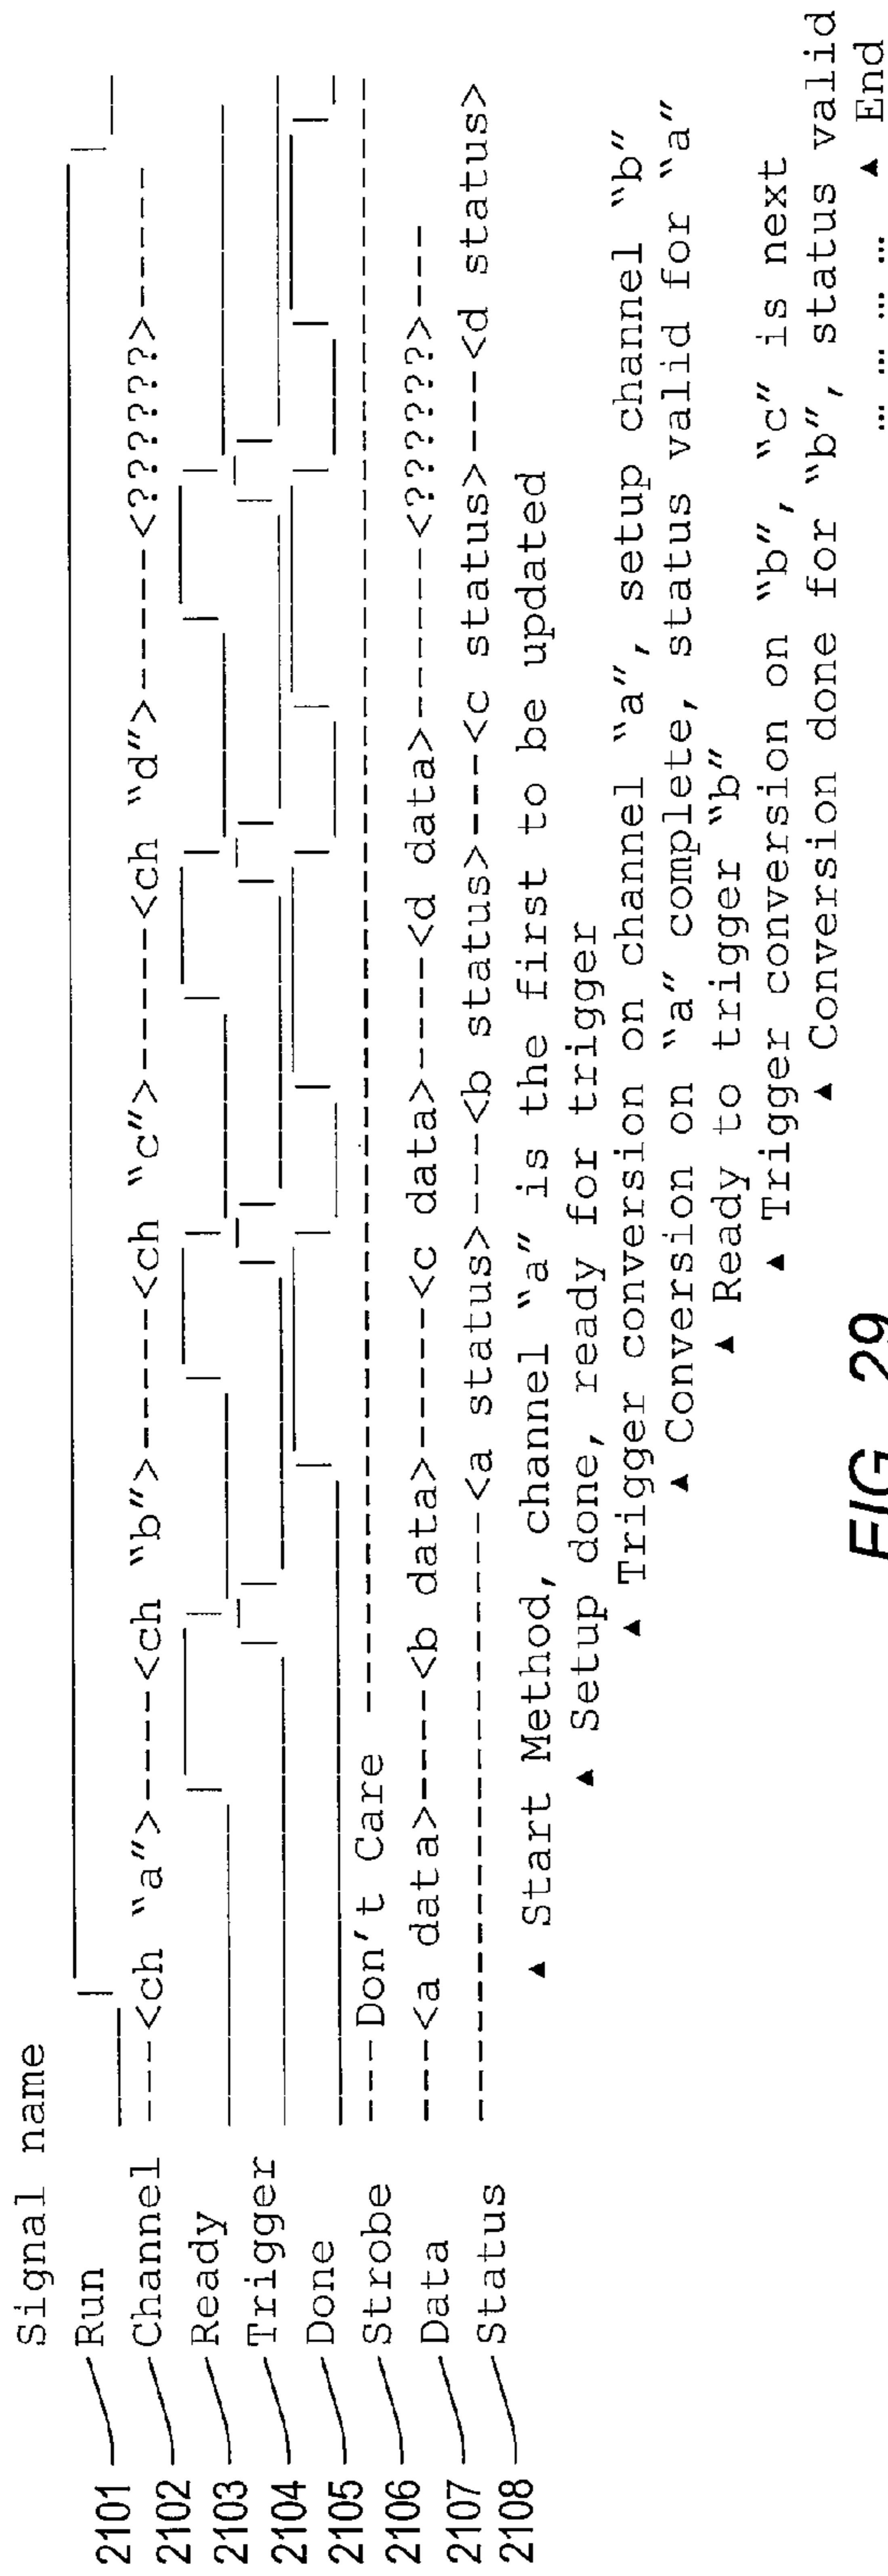 Signal name
2101 Run
2102 Channel ---<ch "a">-----<ch "b">------<ch "c">------<ch "d">-------<???????>-----
2103 Ready
2104 Trigger
2105 Done
2106 Strobe ---Don't Care
2107 Data ---<a data>-----<b data>------<c data>------<d data>-------<???????>----
2108 Status <a status>---<b status>---<c status>---<d status>
▲ Start Method, channel "a" is the first to be updated
▲ Setup done, ready for trigger
▲ Trigger conversion on channel "a", setup channel "b"
▲ Conversion on "a" complete, status valid for "a"
▲ Ready to trigger "b"
▲ Trigger conversion on "b", "c" is next
▲ Conversion done for "b", status valid
... ... ... ... ▲ End
FIG. 29